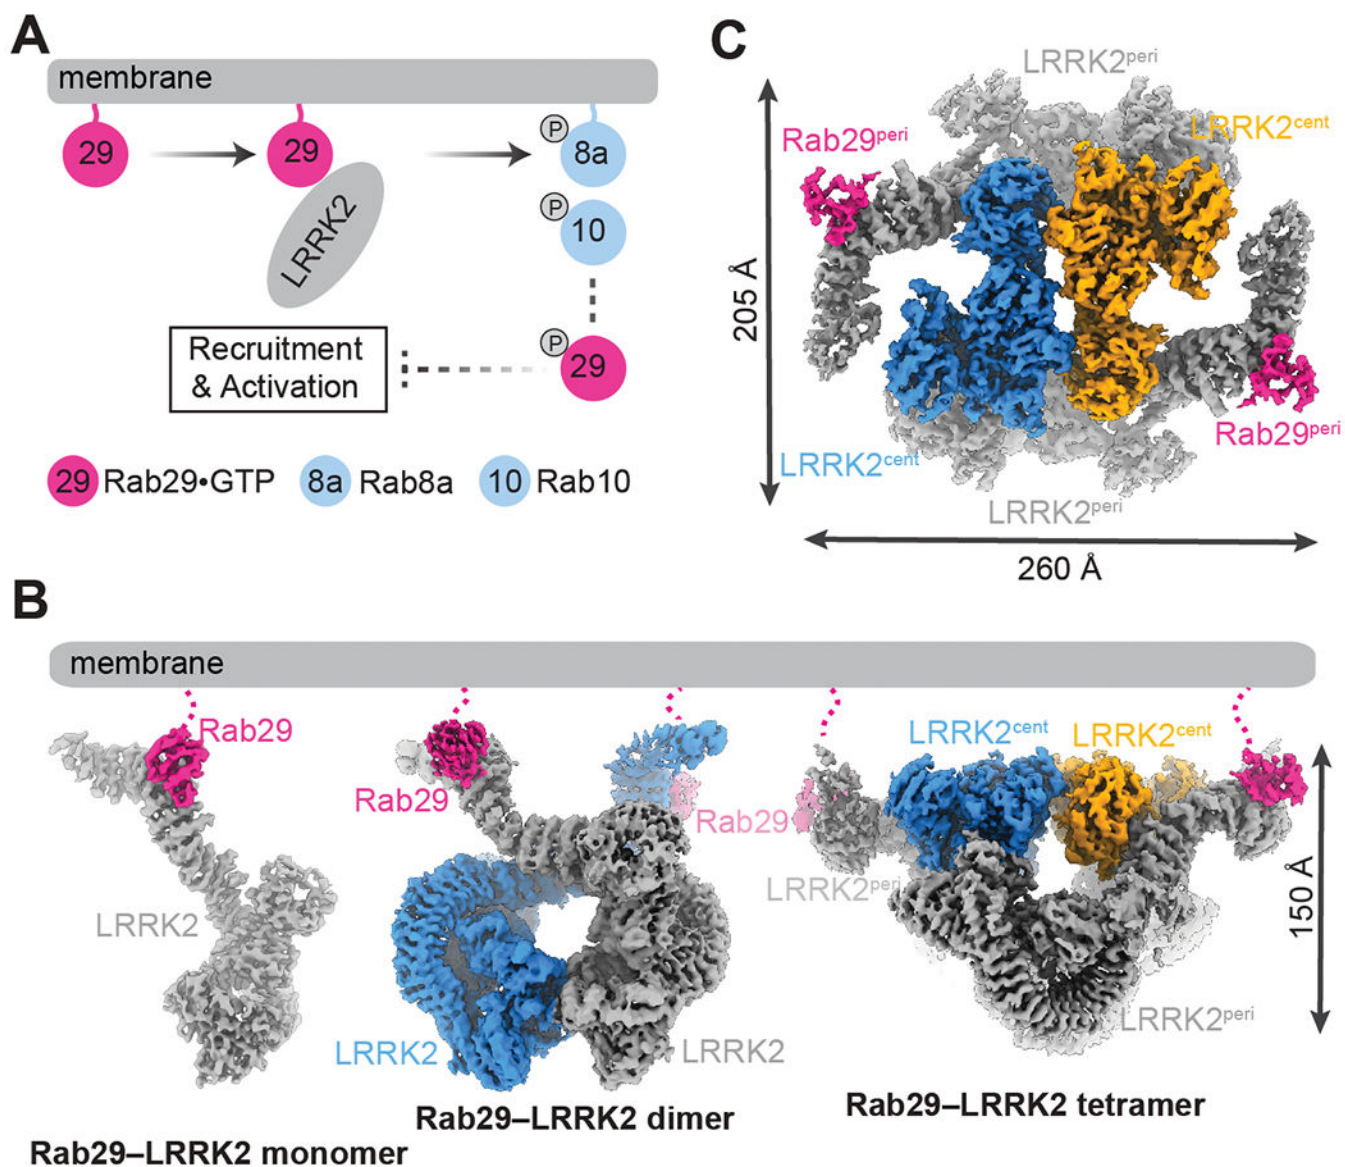 A
membrane
29
29
LRRK2
P
8a
P
10
P
29
Recruitment
& Activation
29 Rab29•GTP
8a Rab8a
10 Rab10
C
LRRK2peri
LRRK2cent
Rab29peri
205 Å
Rab29peri
LRRK2cent
LRRK2peri
260 Å
B
membrane
Rab29
LRRK2
Rab29–LRRK2 monomer
Rab29
Rab29
LRRK2
LRRK2
Rab29–LRRK2 dimer
LRRK2cent
LRRK2cent
LRRK2peri
150 Å
LRRK2peri
Rab29–LRRK2 tetramer